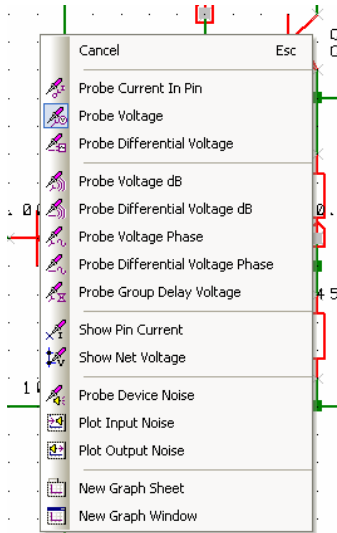 Cancel Esc
Probe Current In Pin
Probe Voltage
Probe Differential Voltage
Probe Voltage dB
Probe Differential Voltage dB
Probe Voltage Phase
Probe Differential Voltage Phase
Probe Group Delay Voltage
Show Pin Current
Show Net Voltage
Probe Device Noise
Plot Input Noise
Plot Output Noise
New Graph Sheet
New Graph Window